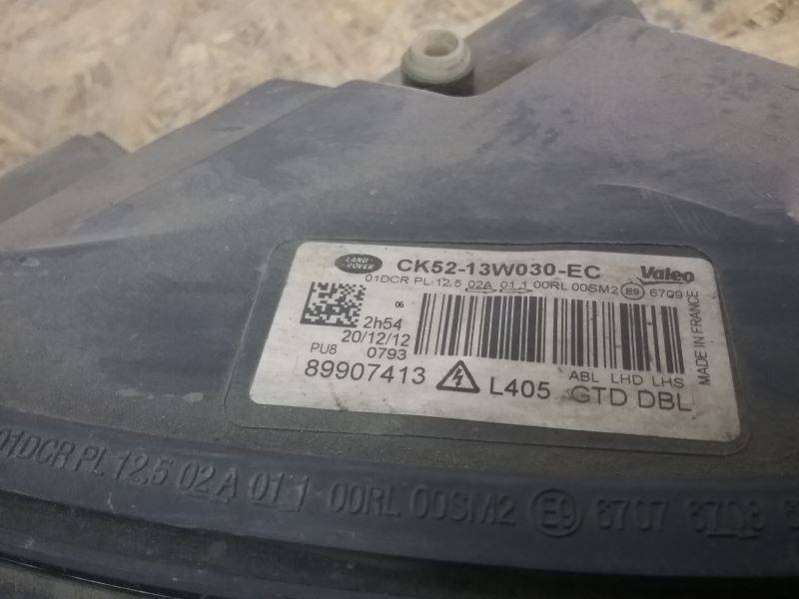 LAND ROVER CK52-13W030-EC Valeo
01DCR PL 12,5 02A 01 1 00RL 00SM2 E9 6709
06
2h54
20/12/12
PU8 0793
ABL LHD LHS
89907413 L405 GTD DBL
MADE IN FRANCE
01DCR PL 12,5 02A 01 1 00RL 00SM2 E9 6707 6708